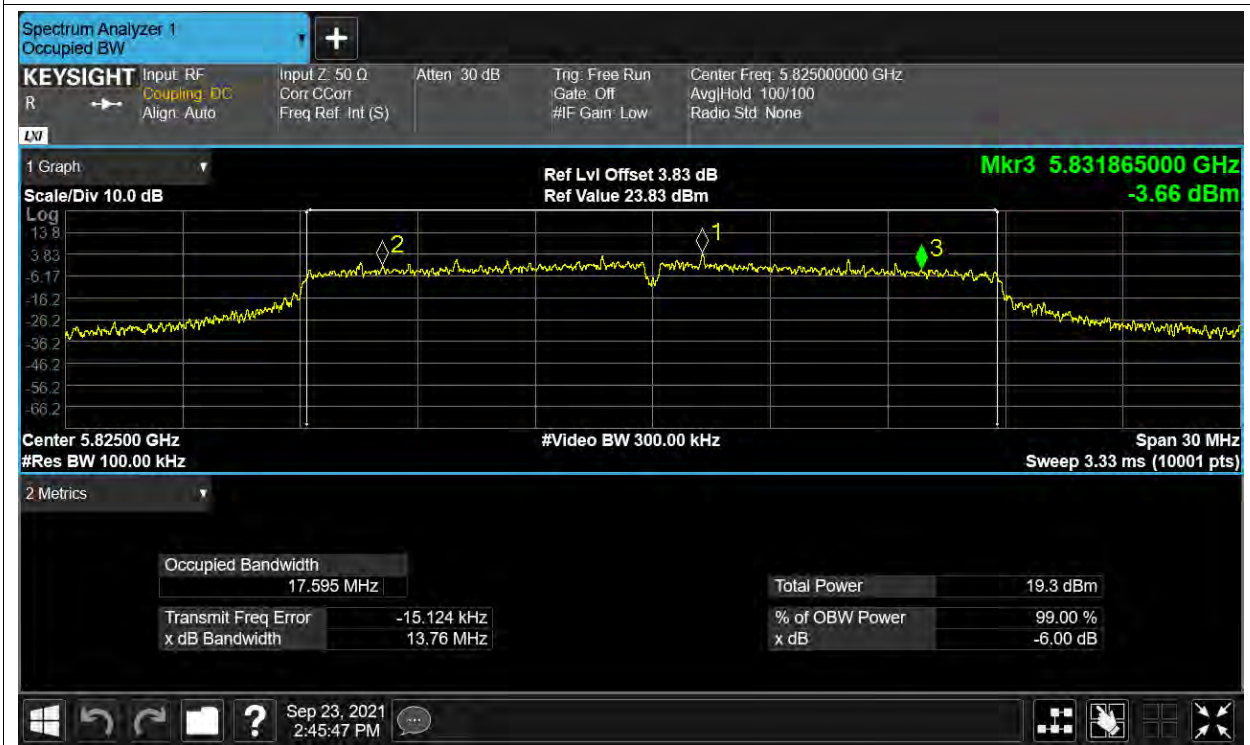 Spectrum Analyzer 1
Occupied BW
+
KEYSIGHT Input: RF Input Z: 50 Ω Atten: 30 dB Trig: Free Run Center Freq: 5.825000000 GHz
R Coupling: DC Corr CCorr Gate: Off Avg|Hold: 100/100
Align: Auto Freq Ref: Int (S) #IF Gain: Low Radio Std: None
LXI
1 Graph
Ref Lvl Offset 3.83 dB
Mkr3 5.831865000 GHz
Scale/Div 10.0 dB Ref Value 23.83 dBm -3.66 dBm
Log
13.8
3.83
-6.17
-16.2
-26.2
-36.2
-46.2
-56.2
-66.2
2
1
3
Center 5.82500 GHz #Video BW 300.00 kHz Span 30 MHz
#Res BW 100.00 kHz Sweep 3.33 ms (10001 pts)
2 Metrics
Occupied Bandwidth
17.595 MHz Total Power 19.3 dBm
Transmit Freq Error -15.124 kHz % of OBW Power 99.00 %
x dB Bandwidth 13.76 MHz x dB -6.00 dB
? Sep 23, 2021
2:45:47 PM